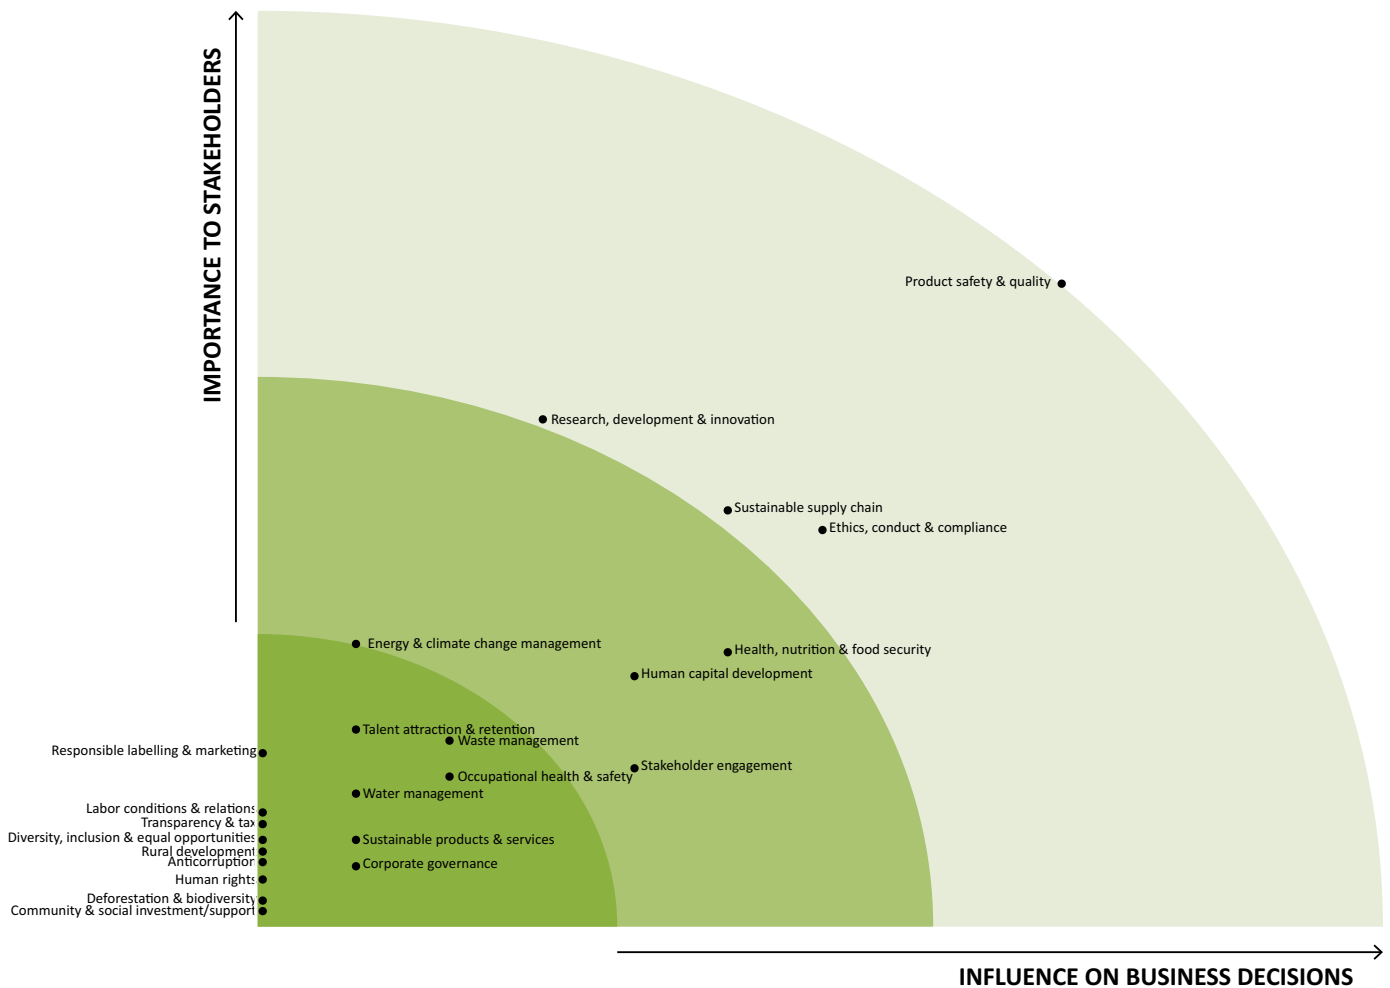 IMPORTANCE TO STAKEHOLDERS
Product safety & quality
Research, development & innovation
Sustainable supply chain
Ethics, conduct & compliance
Energy & climate change management
Health, nutrition & food security
Human capital development
Talent attraction & retention
Waste management
Responsible labelling & marketing
Stakeholder engagement
Occupational health & safety
Water management
Labor conditions & relations
Transparency & tax
Diversity, inclusion & equal opportunities
Sustainable products & services
Rural development
Anticorruption
Corporate governance
Human rights
Deforestation & biodiversity
Community & social investment/support
INFLUENCE ON BUSINESS DECISIONS